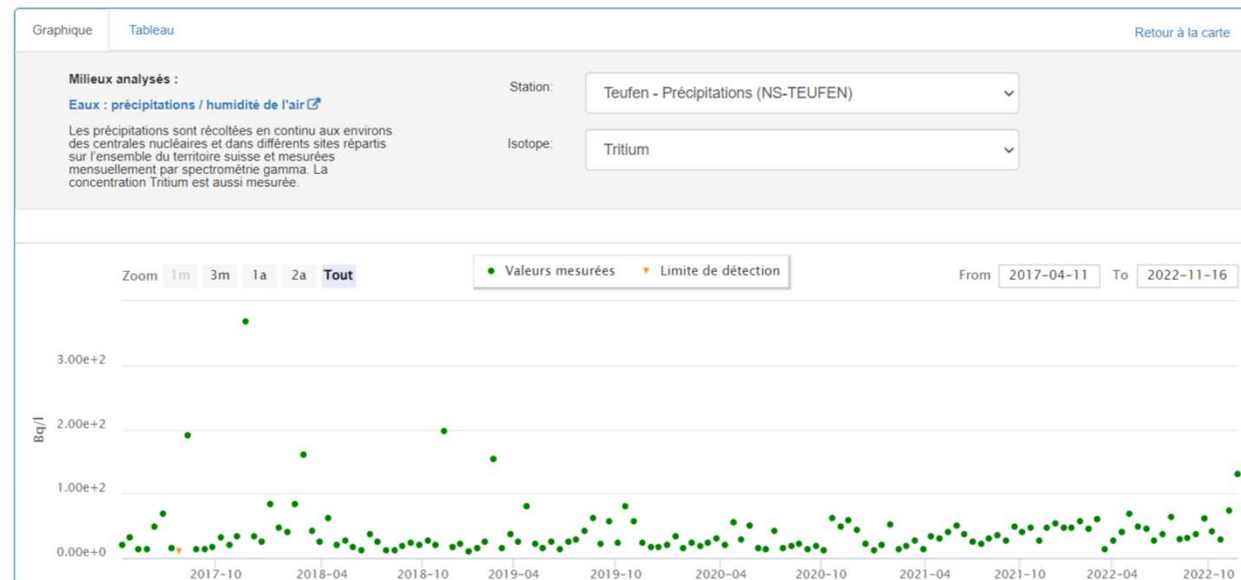 Graphique
Tableau
Retour à la carte
Milieux analysés :
Eaux : précipitations / humidité de l'air
Les précipitations sont récoltées en continu aux environs
des centrales nucléaires et dans différents sites répartis
sur l'ensemble du territoire suisse et mesurées
mensuellement par spectrométrie gamma. La
concentration Tritium est aussi mesurée.
Station:
Teufen - Précipitations (NS-TEUFEN)
Isotope:
Tritium
Zoom 1m 3m 1a 2a Tout
Valeurs mesurées
Limite de détection
From 2017-04-11 To 2022-11-16
Bq/l
3.00e+2
2.00e+2
1.00e+2
0.00e+0
2017-10 2018-04 2018-10 2019-04 2019-10 2020-04 2020-10 2021-04 2021-10 2022-04 2022-10